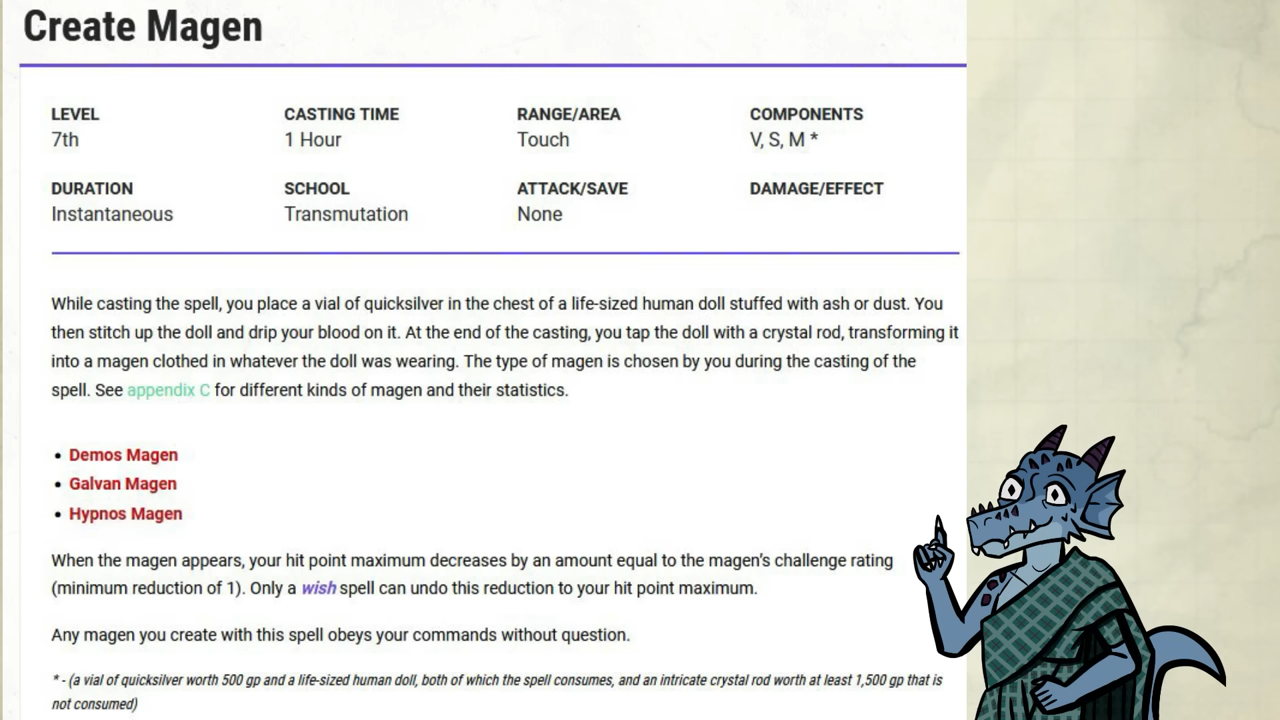 Create Magen
LEVEL CASTING TIME RANGE/AREA COMPONENTS
7th 1 Hour Touch V, S, M *
DURATION SCHOOL ATTACK/SAVE DAMAGE/EFFECT
Instantaneous Transmutation None
While casting the spell, you place a vial of quicksilver in the chest of a life-sized human doll stuffed with ash or dust. You
then stitch up the doll and drip your blood on it. At the end of the casting, you tap the doll with a crystal rod, transforming it
into a magen clothed in whatever the doll was wearing. The type of magen is chosen by you during the casting of the
spell. See appendix C for different kinds of magen and their statistics.
• Demos Magen
• Galvan Magen
• Hypnos Magen
When the magen appears, your hit point maximum decreases by an amount equal to the magen's challenge rating
(minimum reduction of 1). Only a wish spell can undo this reduction to your hit point maximum.
Any magen you create with this spell obeys your commands without question.
* - (a vial of quicksilver worth 500 gp and a life-sized human doll, both of which the spell consumes, and an intricate crystal rod worth at least 1,500 gp that is
not consumed)